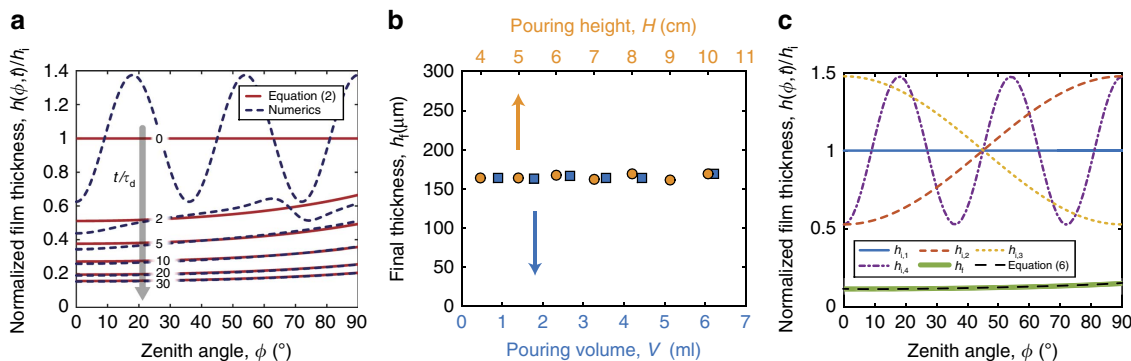 a
Normalized film thickness, h(ϕ, t)/hi
1.4
1.2
1
0.8
0.6
0.4
0.2
0
Equation (2)
Numerics
t/τd
0
2
5
10
20
30
0 10 20 30 40 50 60 70 80 90
Zenith angle, ϕ (°)
b
Pouring height, H (cm)
4 5 6 7 8 9 10 11
Final thickness, hf(µm)
300
250
200
150
100
50
0
0 1 2 3 4 5 6 7
Pouring volume, V (ml)
c
Normalized film thickness, h(ϕ, t)/hi
1.5
1
0.5
0
hi,1 hi,2 hi,3
hi,4 hf Equation (6)
0 10 20 30 40 50 60 70 80 90
Zenith angle, ϕ (°)